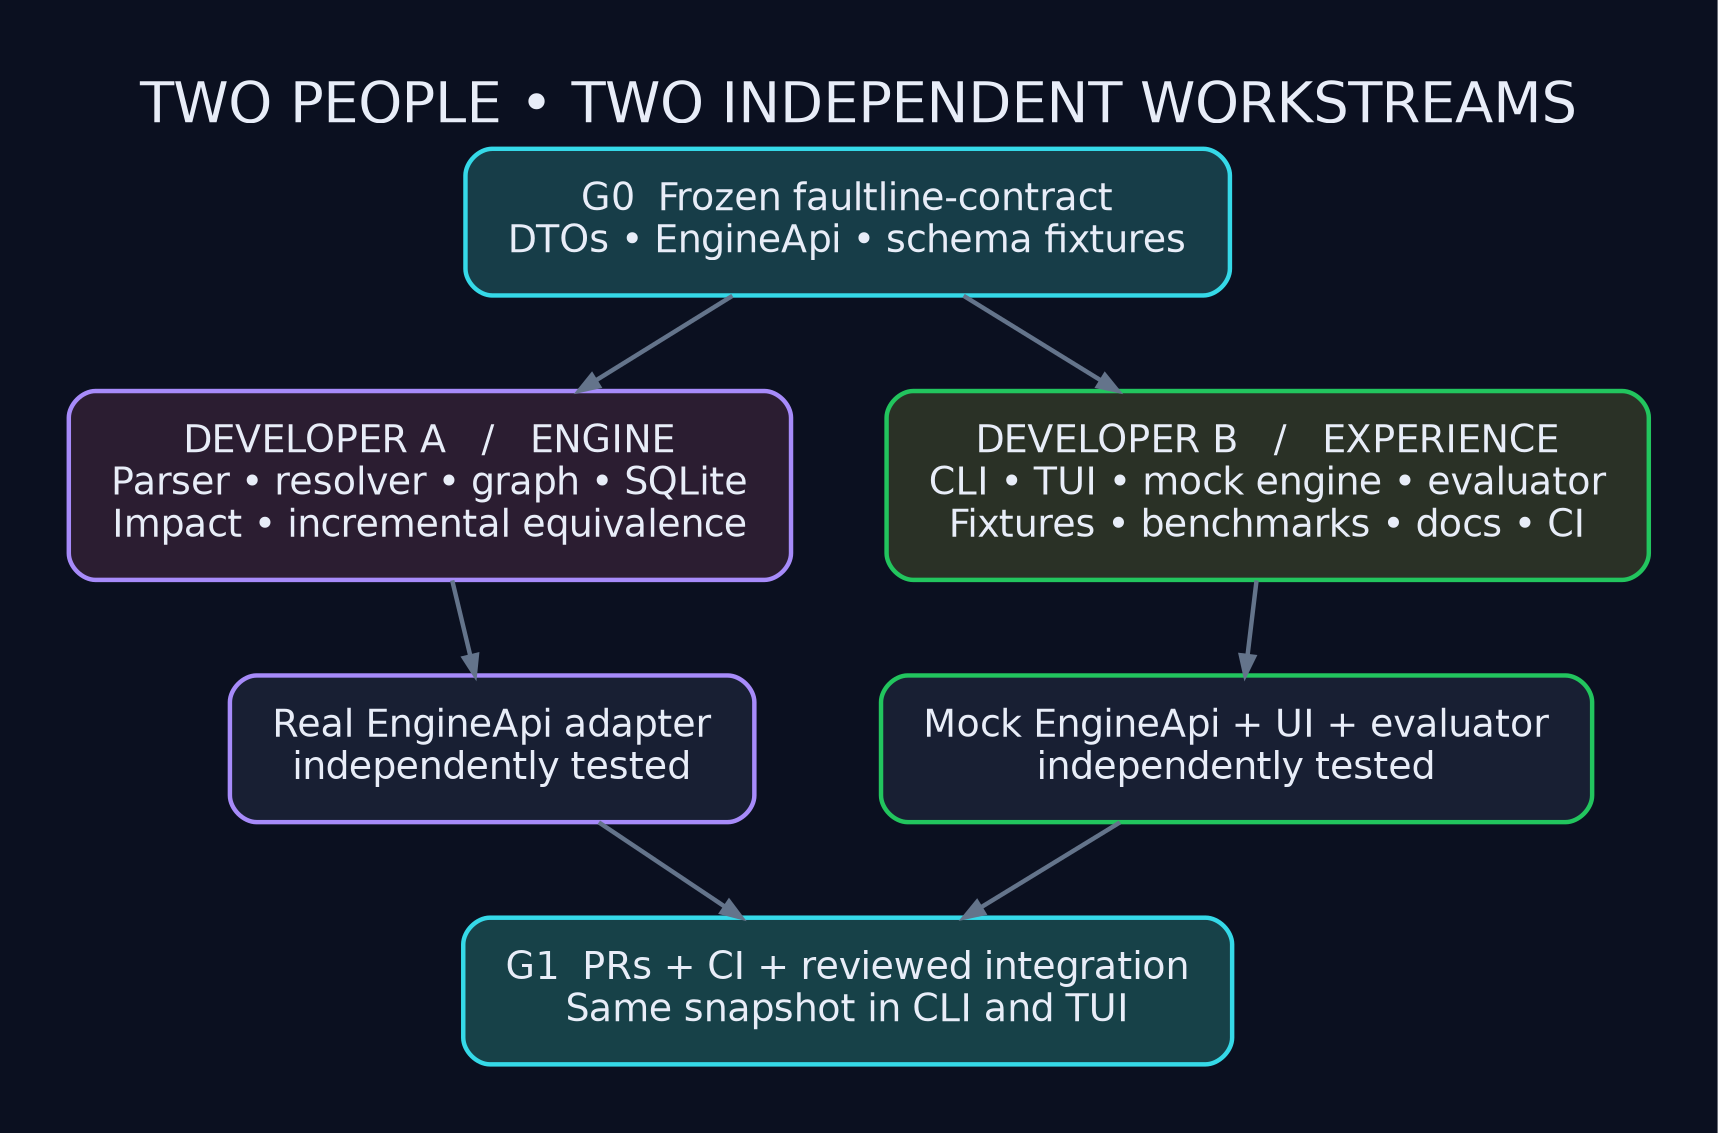 TWO PEOPLE • TWO INDEPENDENT WORKSTREAMS
G0  Frozen faultline-contract
DTOs • EngineApi • schema fixtures
DEVELOPER A   /   ENGINE
Parser • resolver • graph • SQLite
Impact • incremental equivalence
DEVELOPER B   /   EXPERIENCE
CLI • TUI • mock engine • evaluator
Fixtures • benchmarks • docs • CI
Real EngineApi adapter
independently tested
Mock EngineApi + UI + evaluator
independently tested
G1  PRs + CI + reviewed integration
Same snapshot in CLI and TUI